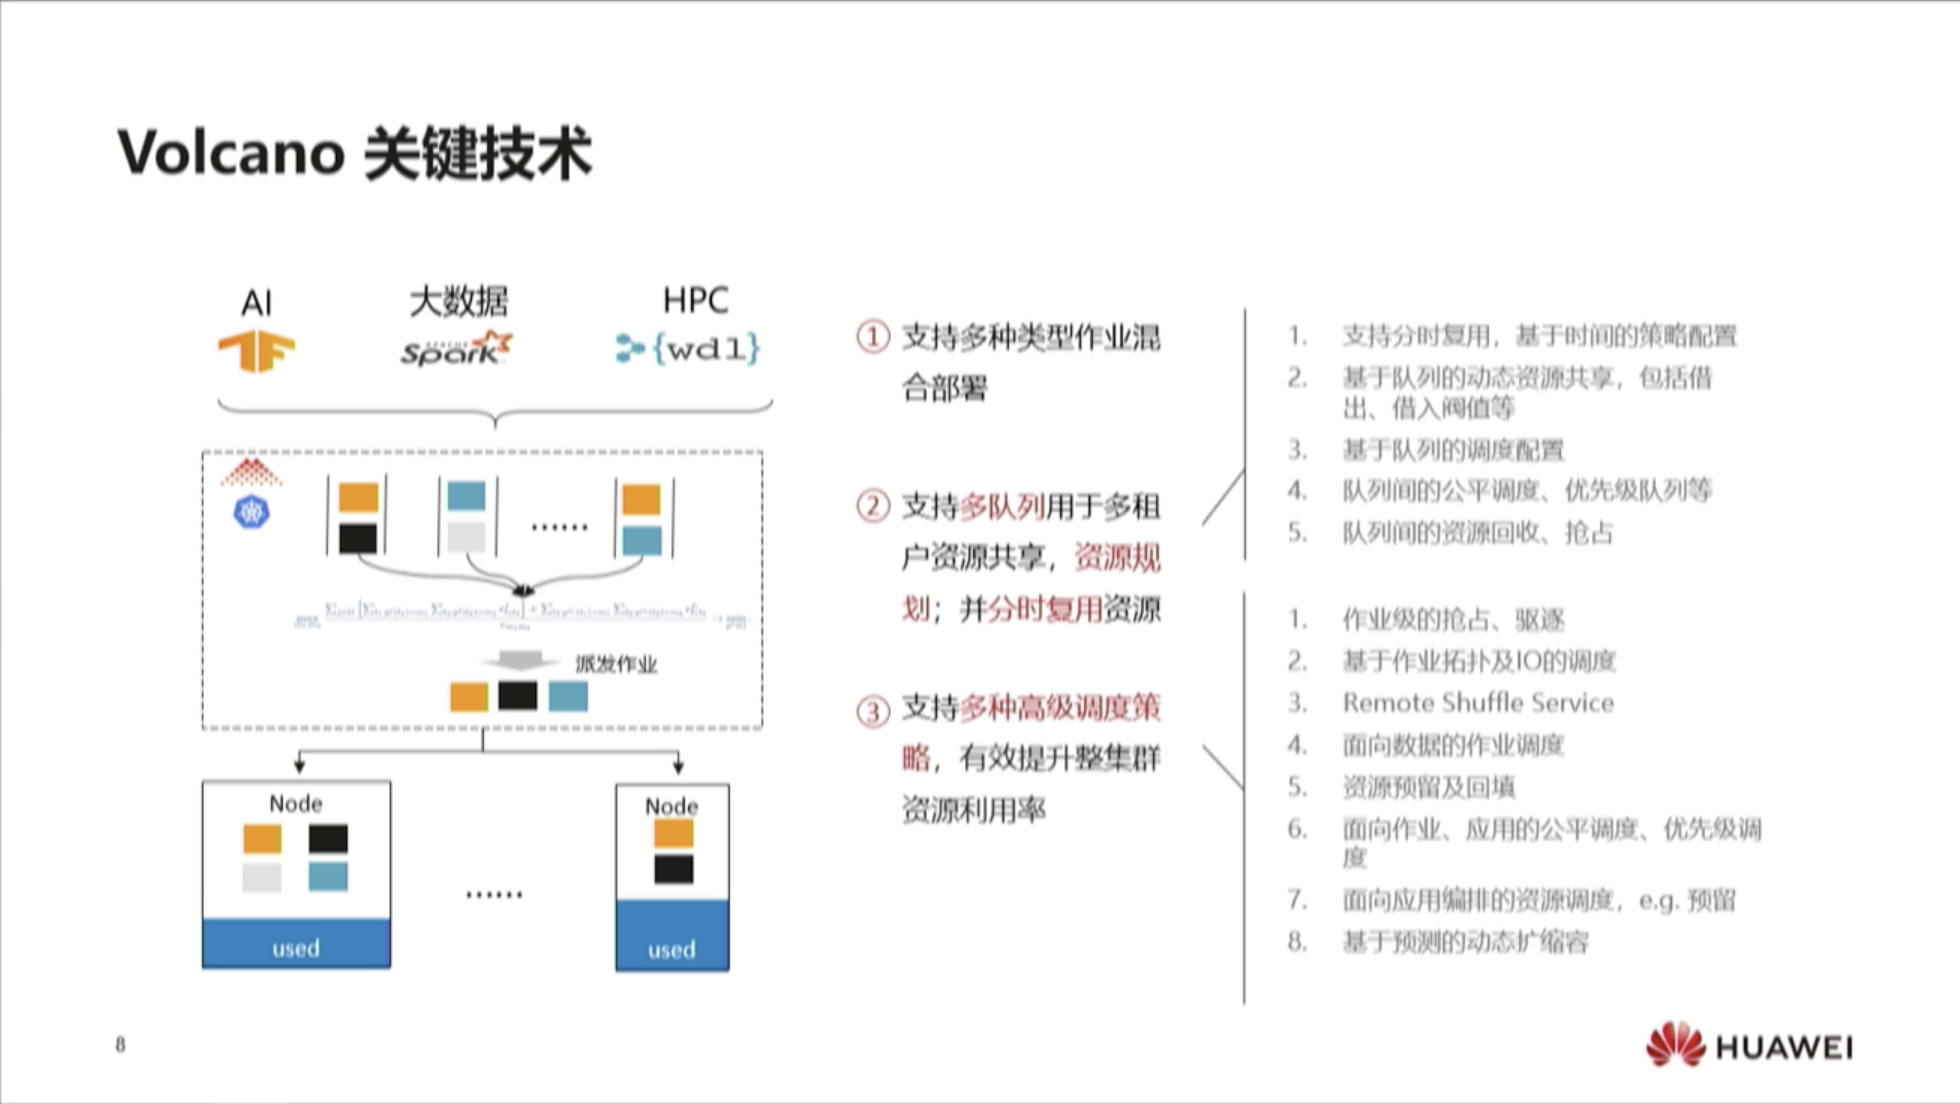 Volcano 关键技术
AI
大数据
HPC
APACHE
Spark
{wdl}
......
派发作业
Node
used
......
Node
used
① 支持多种类型作业混
合部署
② 支持多队列用于多租
户资源共享，资源规
划；并分时复用资源
③ 支持多种高级调度策
略，有效提升整集群
资源利用率
1. 支持分时复用，基于时间的策略配置
2. 基于队列的动态资源共享，包括借
出、借入阀值等
3. 基于队列的调度配置
4. 队列间的公平调度、优先级队列等
5. 队列间的资源回收、抢占
1. 作业级的抢占、驱逐
2. 基于作业拓扑及IO的调度
3. Remote Shuffle Service
4. 面向数据的作业调度
5. 资源预留及回填
6. 面向作业、应用的公平调度、优先级调
度
7. 面向应用编排的资源调度，e.g. 预留
8. 基于预测的动态扩缩容
8
HUAWEI